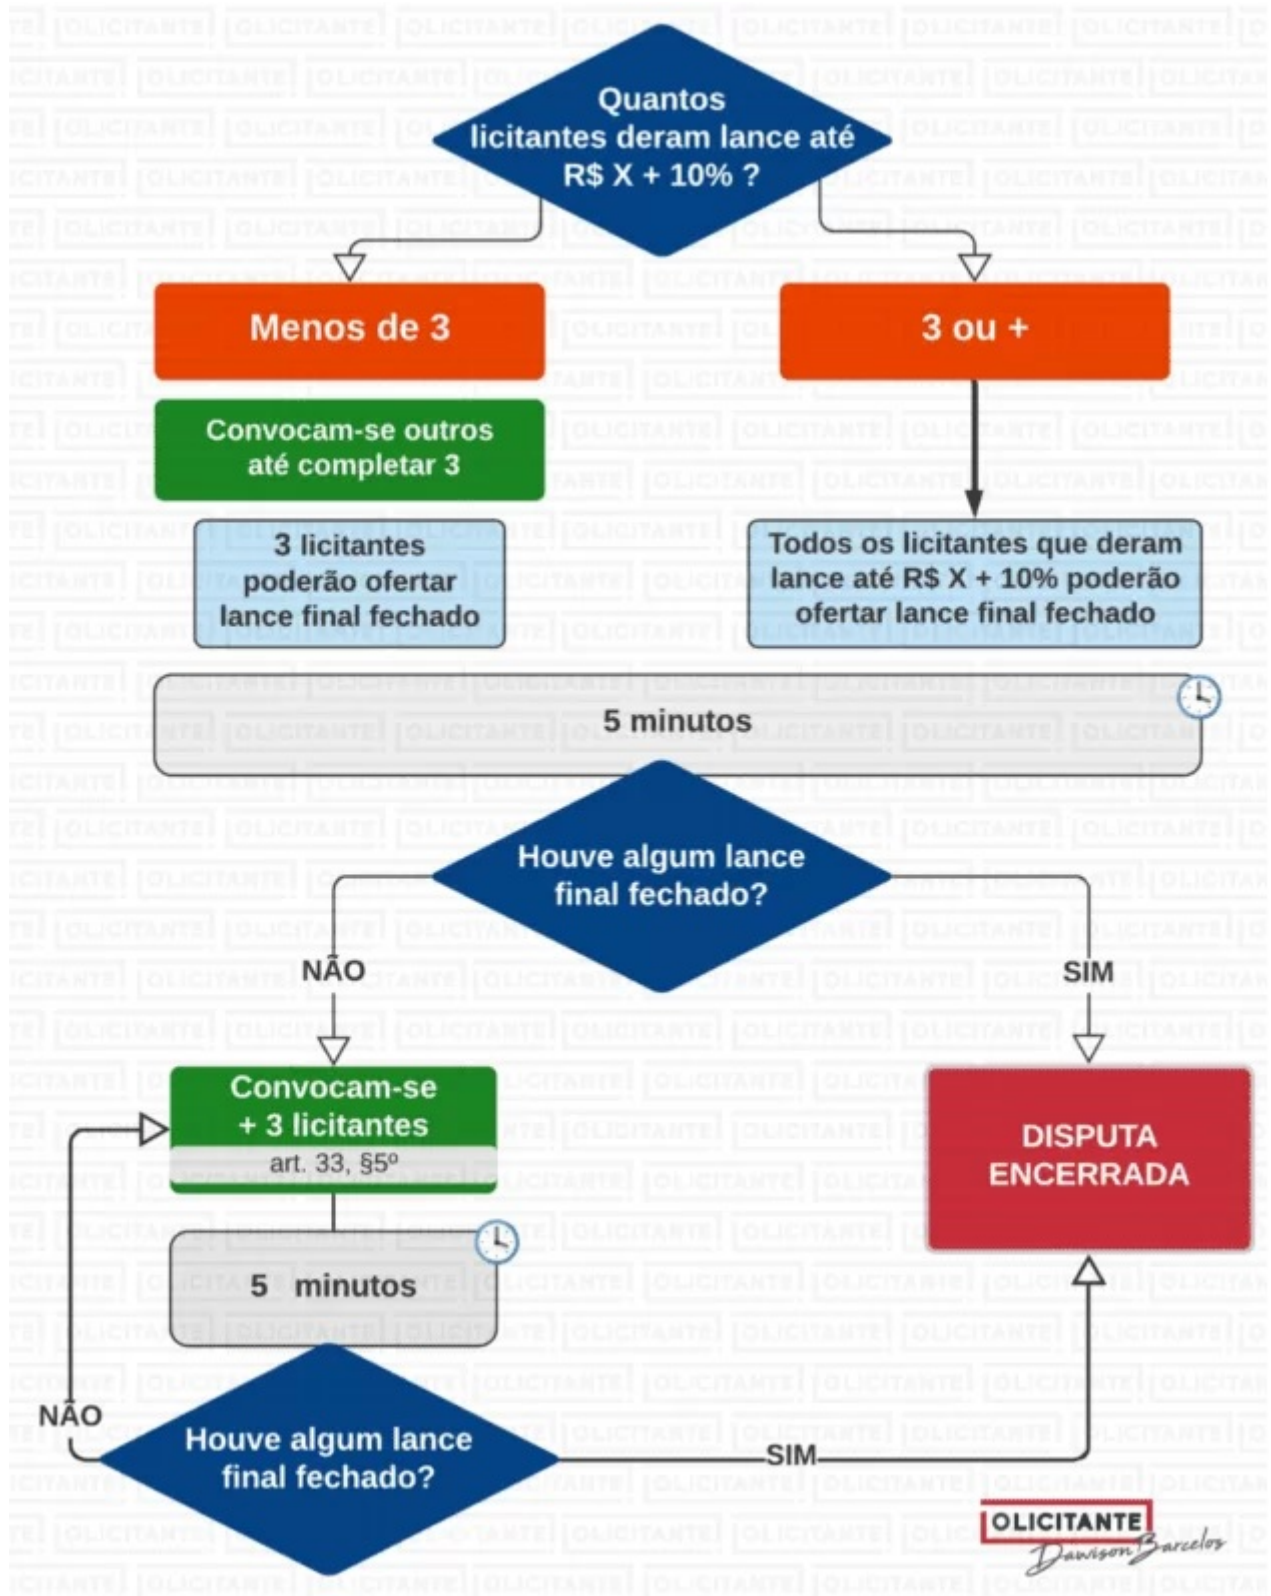 Quantos
licitantes deram lance até
R$ X + 10% ?
Menos de 3
3 ou +
Convocam-se outros
até completar 3
3 licitantes
poderão ofertar
lance final fechado
Todos os licitantes que deram
lance até R$ X + 10% poderão
ofertar lance final fechado
5 minutos
Houve algum lance
final fechado?
NÃO
SIM
Convocam-se
+ 3 licitantes
art. 33, §5º
DISPUTA
ENCERRADA
5 minutos
NÃO
Houve algum lance
final fechado?
SIM
OLICITANTE
Dawison Barcelos